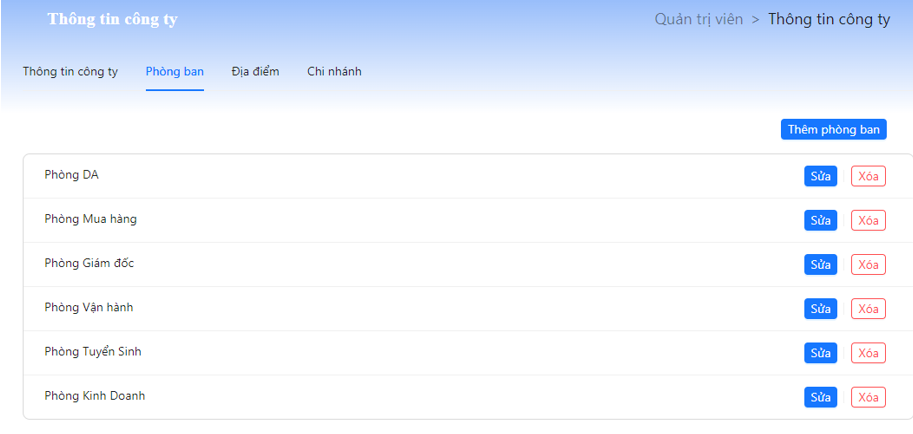 Thông tin công ty
Quản trị viên > Thông tin công ty
Thông tin công ty Phòng ban Địa điểm Chi nhánh
Thêm phòng ban
Phòng DA Sửa Xóa
Phòng Mua hàng Sửa Xóa
Phòng Giám đốc Sửa Xóa
Phòng Vận hành Sửa Xóa
Phòng Tuyển Sinh Sửa Xóa
Phòng Kinh Doanh Sửa Xóa